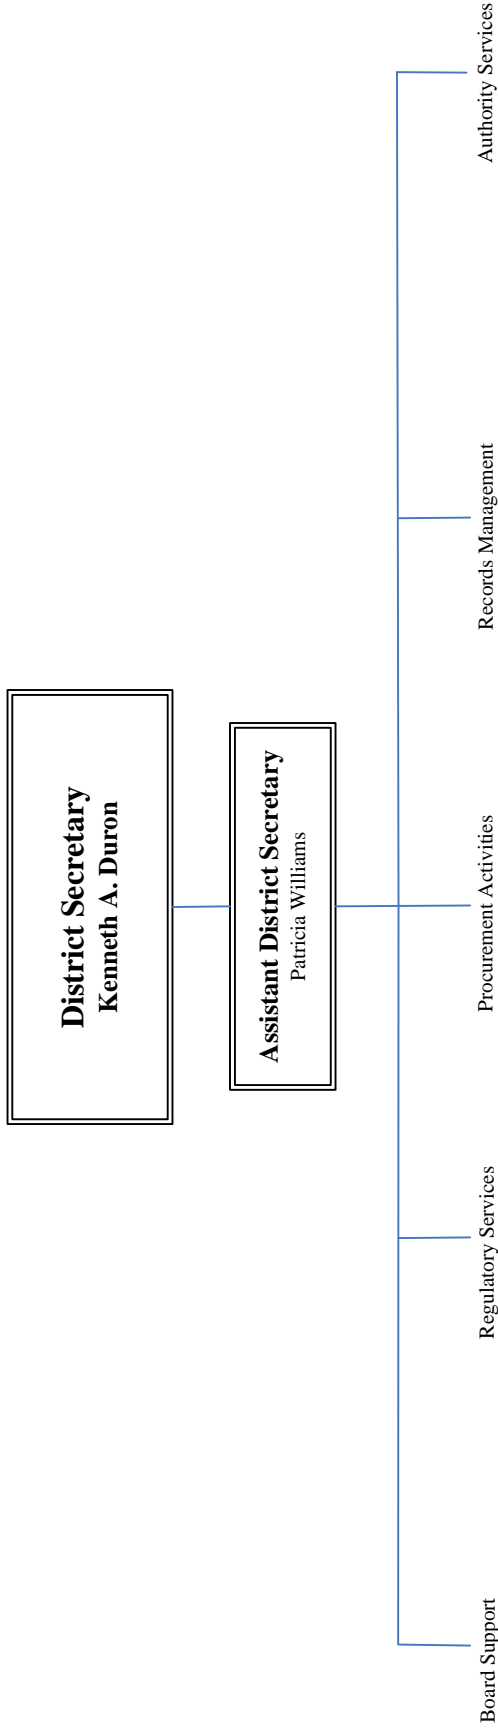 District Secretary
Kenneth A. Duron
Assistant District Secretary
Patricia Williams
Board Support
Regulatory Services
Procurement Activities
Records Management
Authority Services